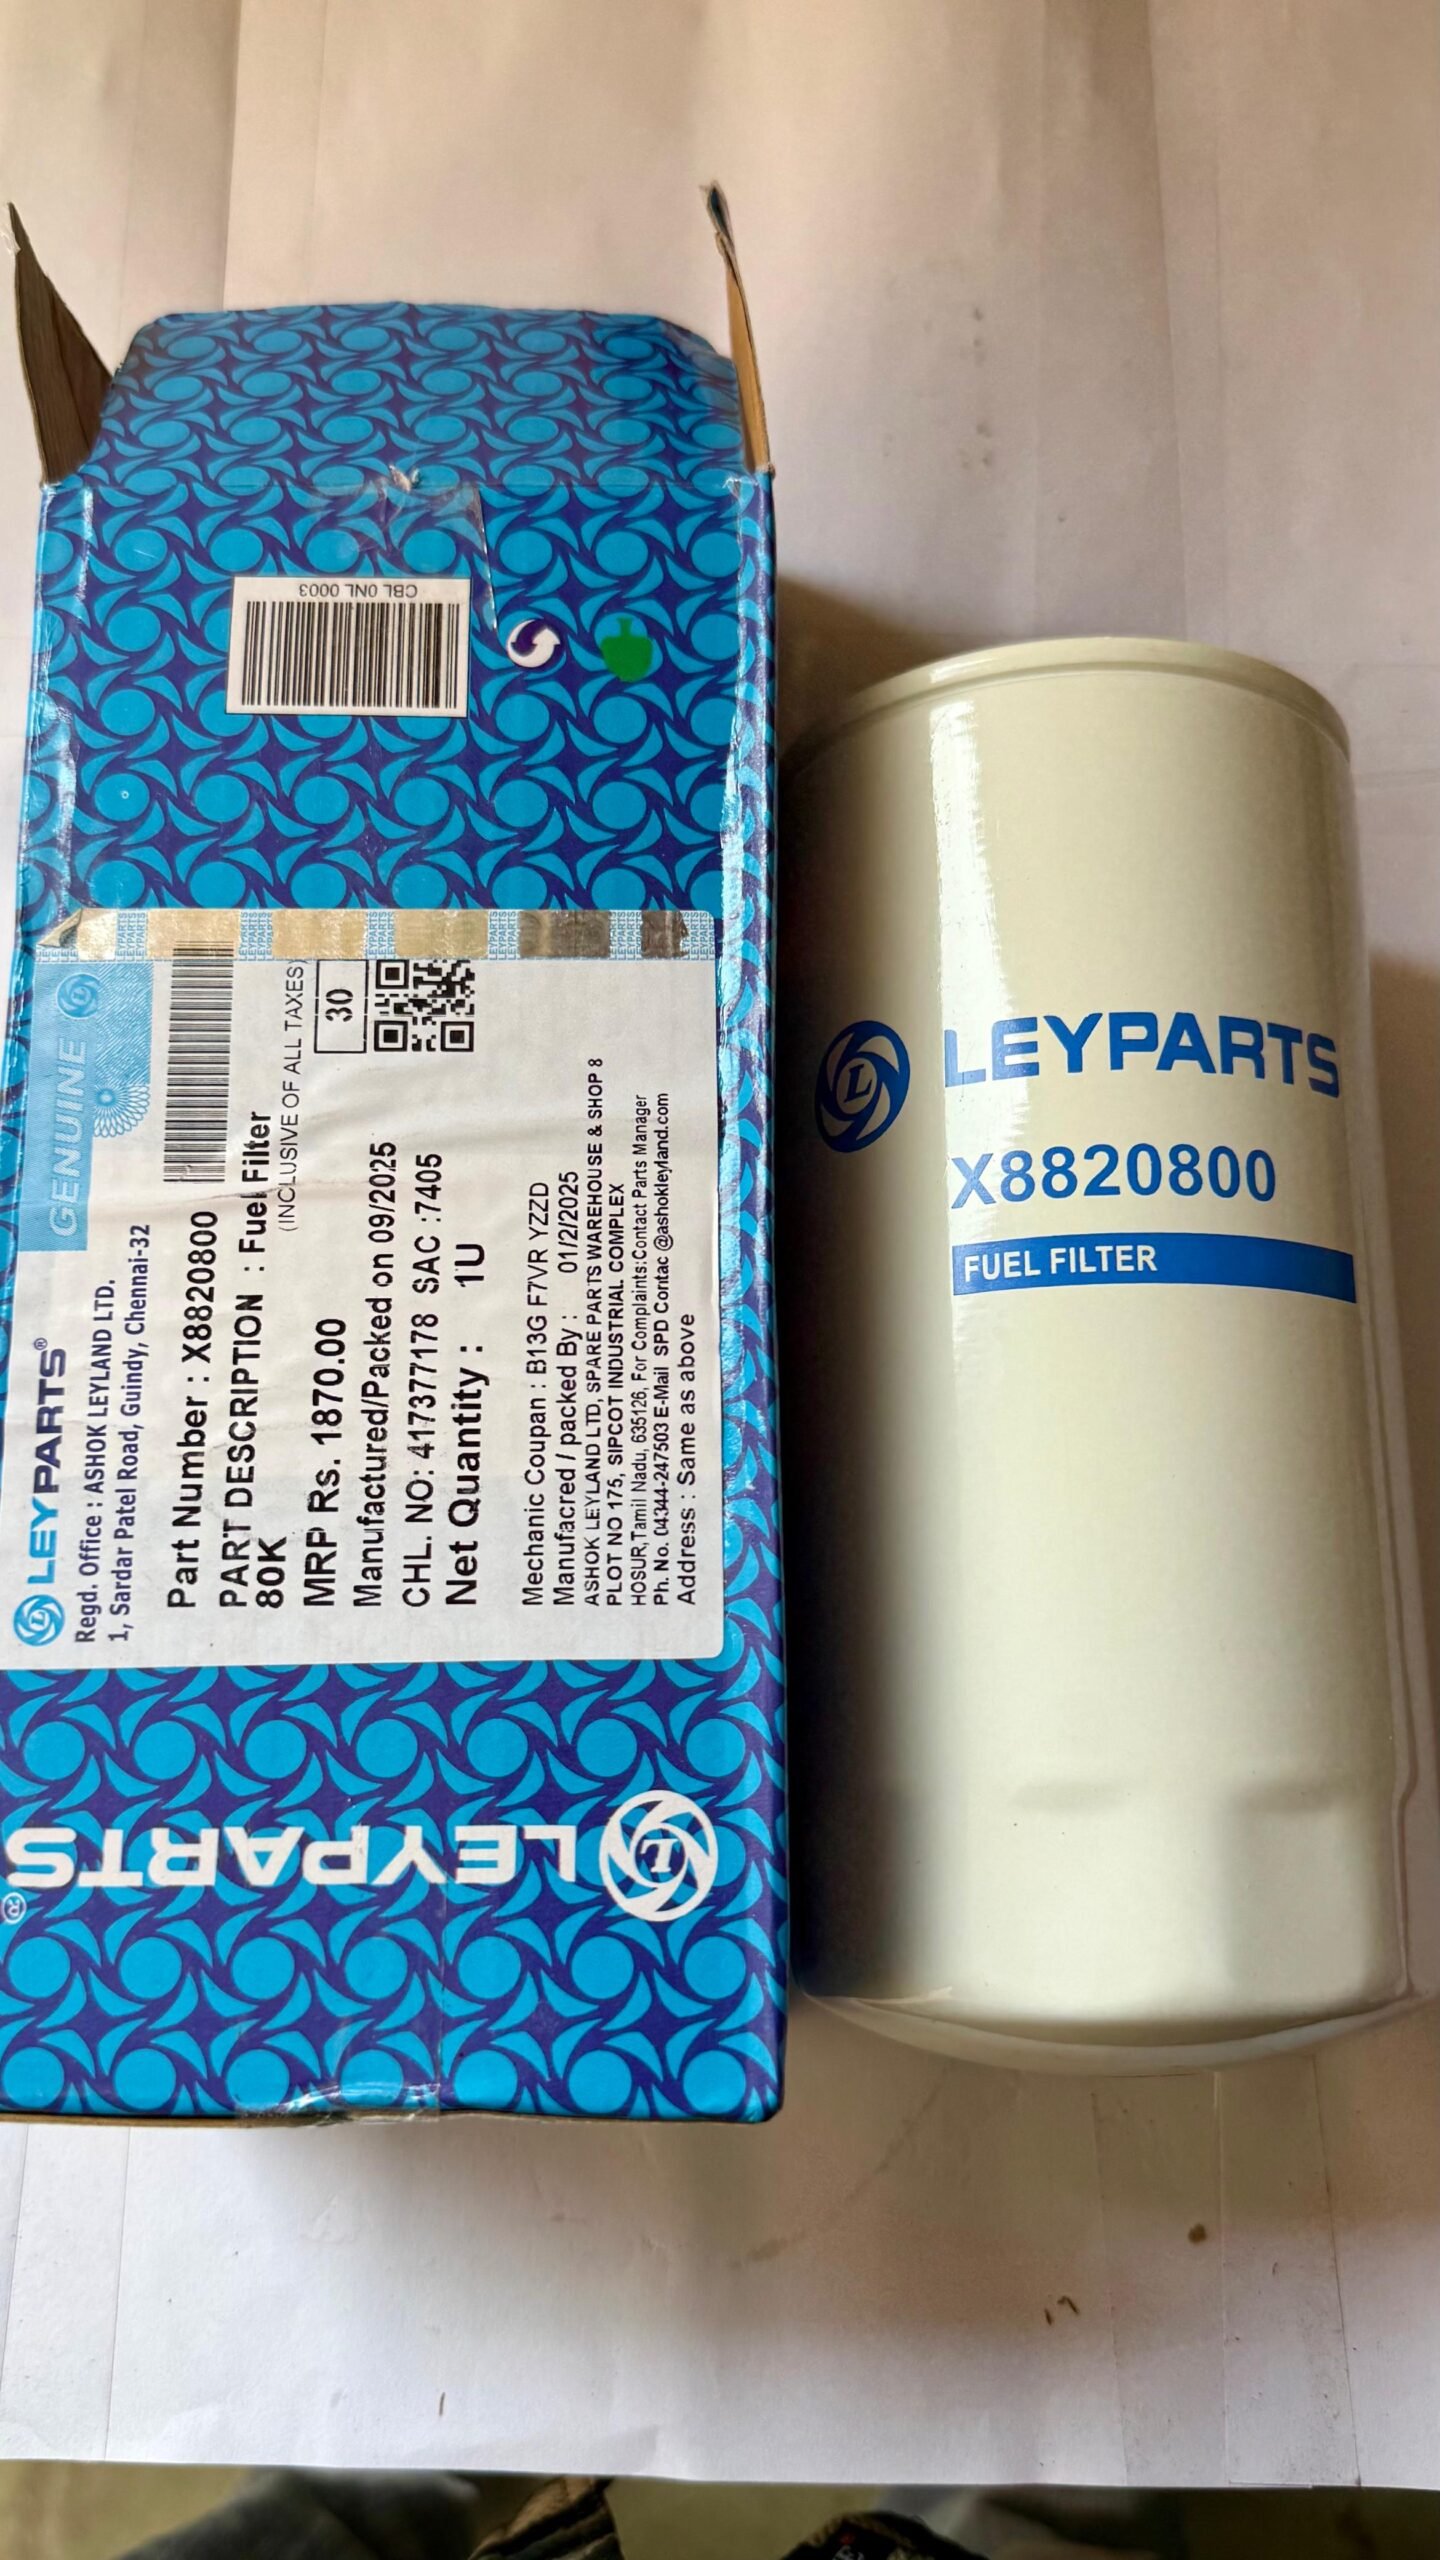 CBL 0NL 0003
LEYPARTS®
GENUINE
Regd. Office : ASHOK LEYLAND LTD.
1, Sardar Patel Road, Guindy, Chennai-32
Part Number : X8820800
PART DESCRIPTION : Fuel Filter
80K
(INCLUSIVE OF ALL TAXES)
MRP Rs. 1870.00
30
Manufactured/Packed on 09/2025
CHL. NO: 417377178 SAC :7405
Net Quantity : 1U
Mechanic Coupan : B13G F7VR YZZD
Manufacred / packed By : 01/2/2025
ASHOK LEYLAND LTD, SPARE PARTS WAREHOUSE & SHOP 8
PLOT NO 175, SIPCOT INDUSTRIAL COMPLEX
HOSUR,Tamil Nadu, 635126, For Complaints:Contact Parts Manager
Ph. No. 04344-247503 E-Mail SPD Contac @ashokleyland.com
Address : Same as above
LEYPARTS®
L LEYPARTS
X8820800
FUEL FILTER